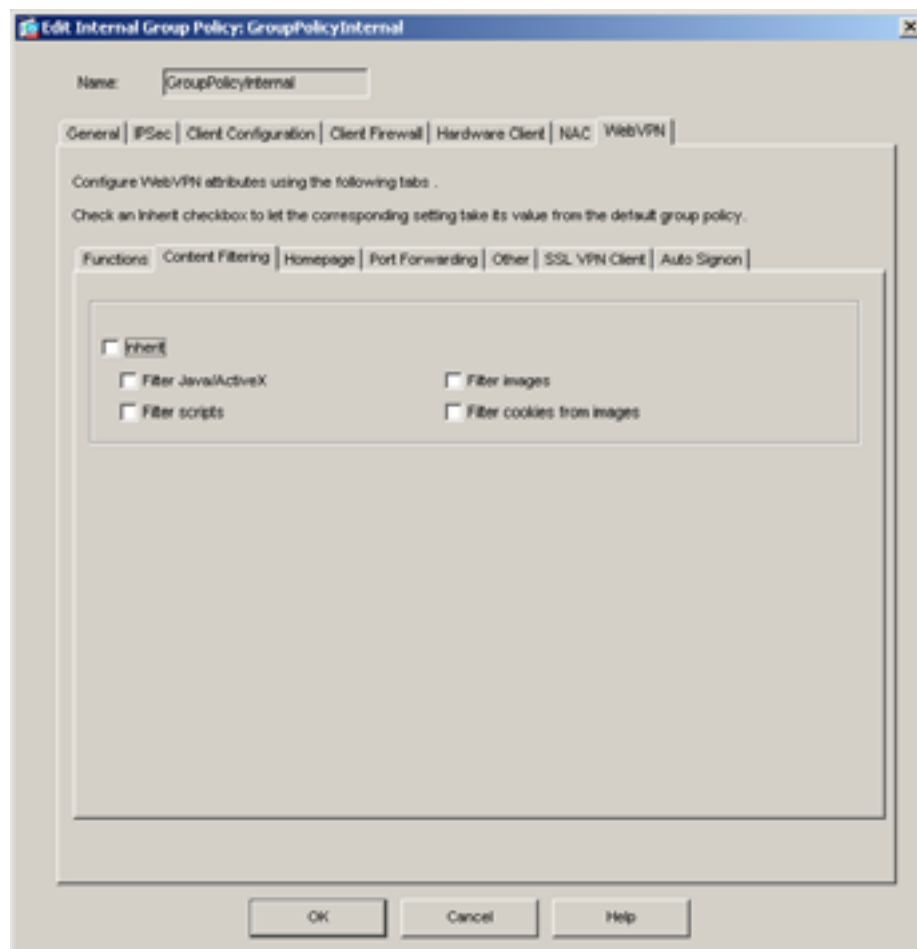 Edit Internal Group Policy: GroupPolicyInternal
Name: GroupPolicyInternal
General IPSec Client Configuration Client Firewall Hardware Client NAC WebVPN
Configure WebVPN attributes using the following tabs .
Check an Inherit checkbox to let the corresponding setting take its value from the default group policy.
Functions Content Filtering Homepage Port Forwarding Other SSL VPN Client Auto Signon
Inherit
Filter Java/ActiveX Filter images
Filter scripts Filter cookies from images
OK Cancel Help